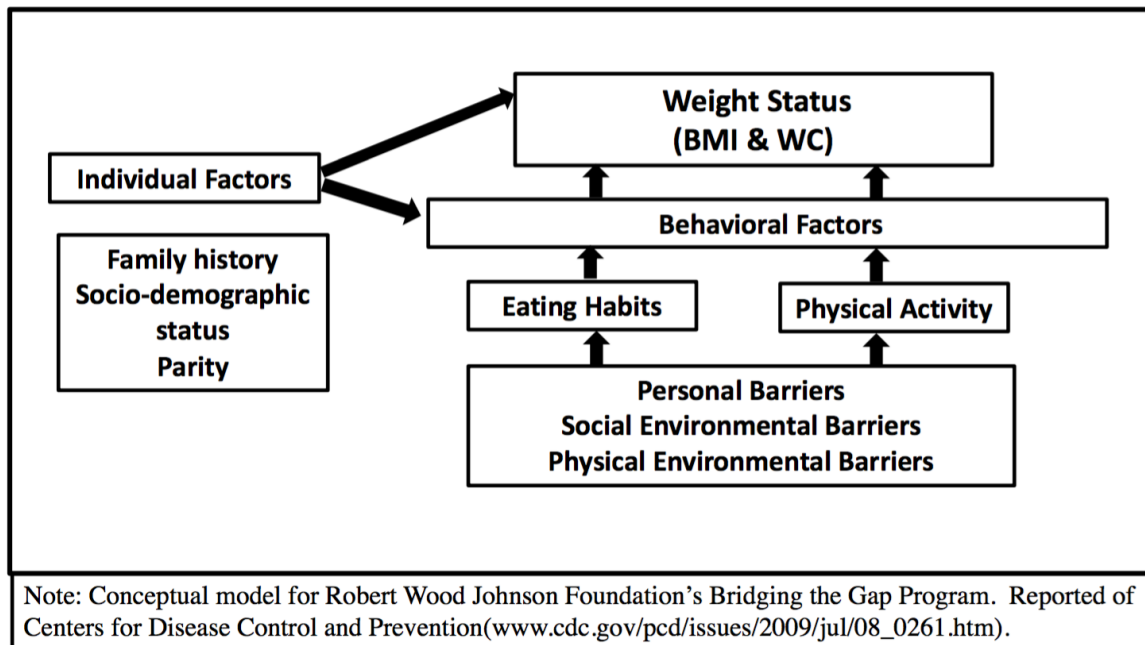 Weight Status
(BMI & WC)
Individual Factors
Behavioral Factors
Family history
Socio-demographic
status
Parity
Eating Habits
Physical Activity
Personal Barriers
Social Environmental Barriers
Physical Environmental Barriers
Note: Conceptual model for Robert Wood Johnson Foundation’s Bridging the Gap Program.  Reported of
Centers for Disease Control and Prevention(www.cdc.gov/pcd/issues/2009/jul/08_0261.htm).